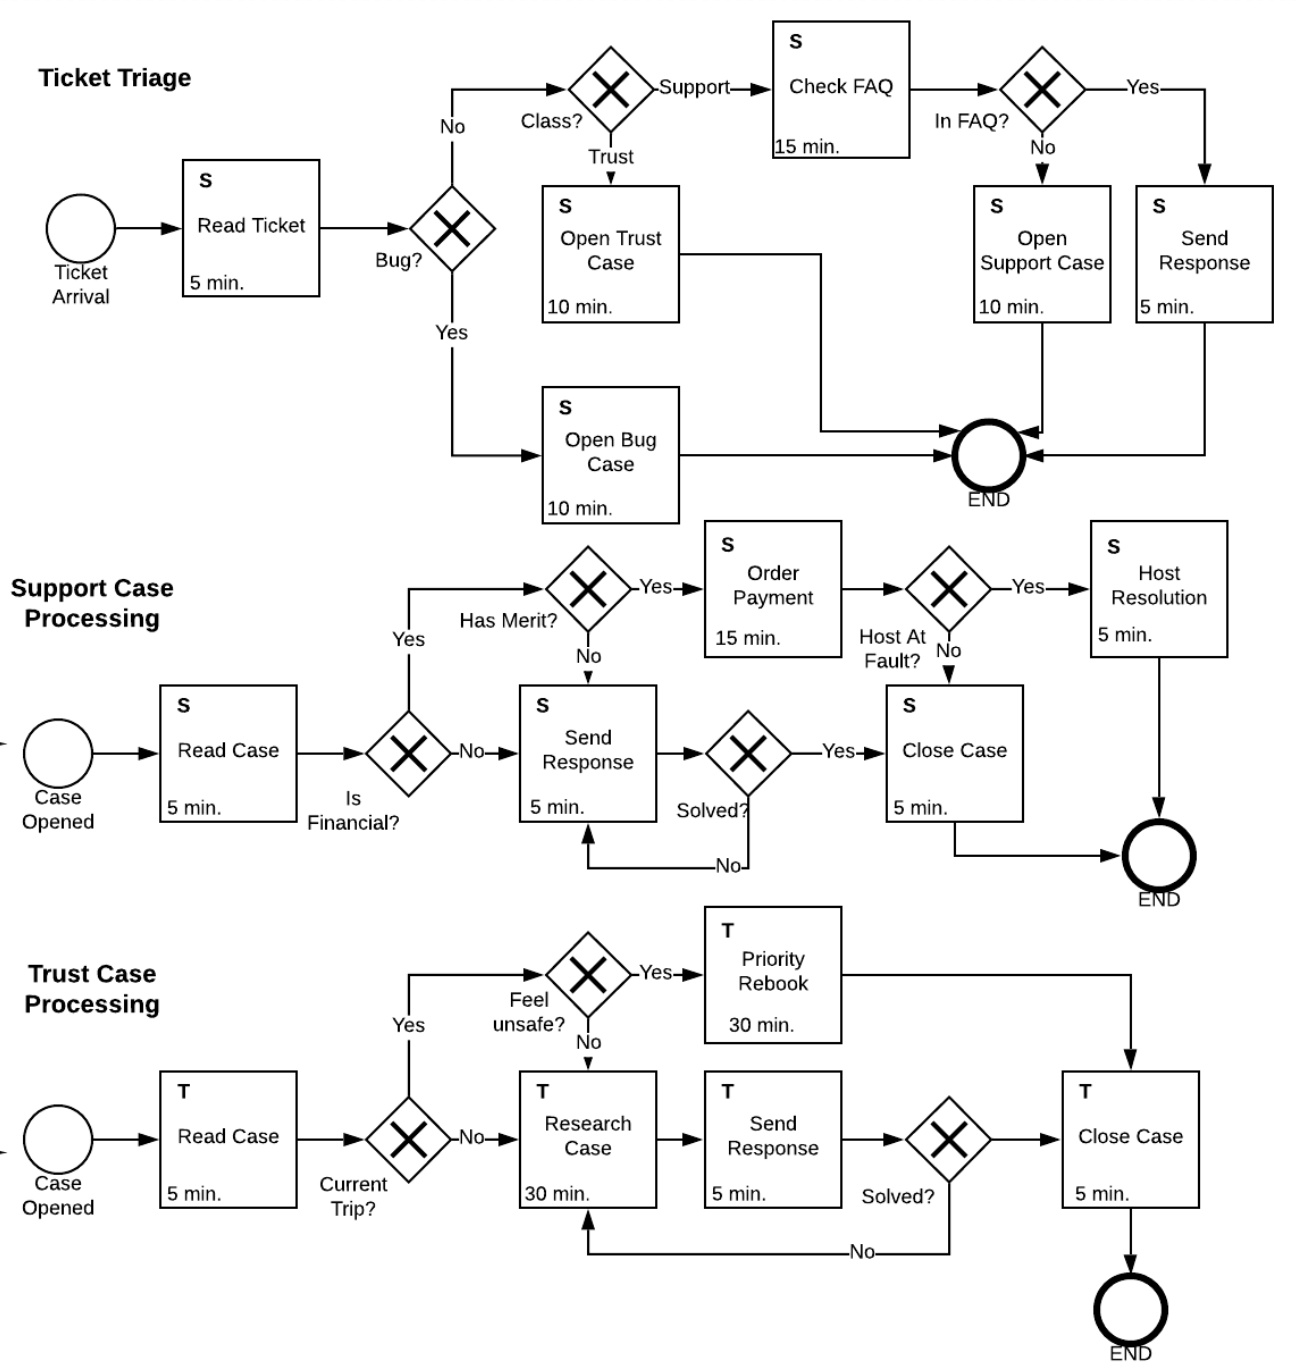 Ticket Triage
Ticket
Arrival
S
Read Ticket
5 min.
Bug?
No
Yes
Class?
Support
Trust
S
Check FAQ
15 min.
In FAQ?
Yes
No
S
Open Trust
Case
10 min.
S
Open
Support Case
10 min.
S
Send
Response
5 min.
S
Open Bug
Case
10 min.
END
Support Case
Processing
Case
Opened
S
Read Case
5 min.
Is
Financial?
Yes
No
Has Merit?
Yes
No
S
Order
Payment
15 min.
Host At
Fault?
Yes
No
S
Host
Resolution
5 min.
S
Send
Response
5 min.
Solved?
Yes
No
S
Close Case
5 min.
END
Trust Case
Processing
Case
Opened
T
Read Case
5 min.
Current
Trip?
Yes
No
Feel
unsafe?
Yes
No
T
Priority
Rebook
30 min.
T
Research
Case
30 min.
T
Send
Response
5 min.
Solved?
No
T
Close Case
5 min.
END